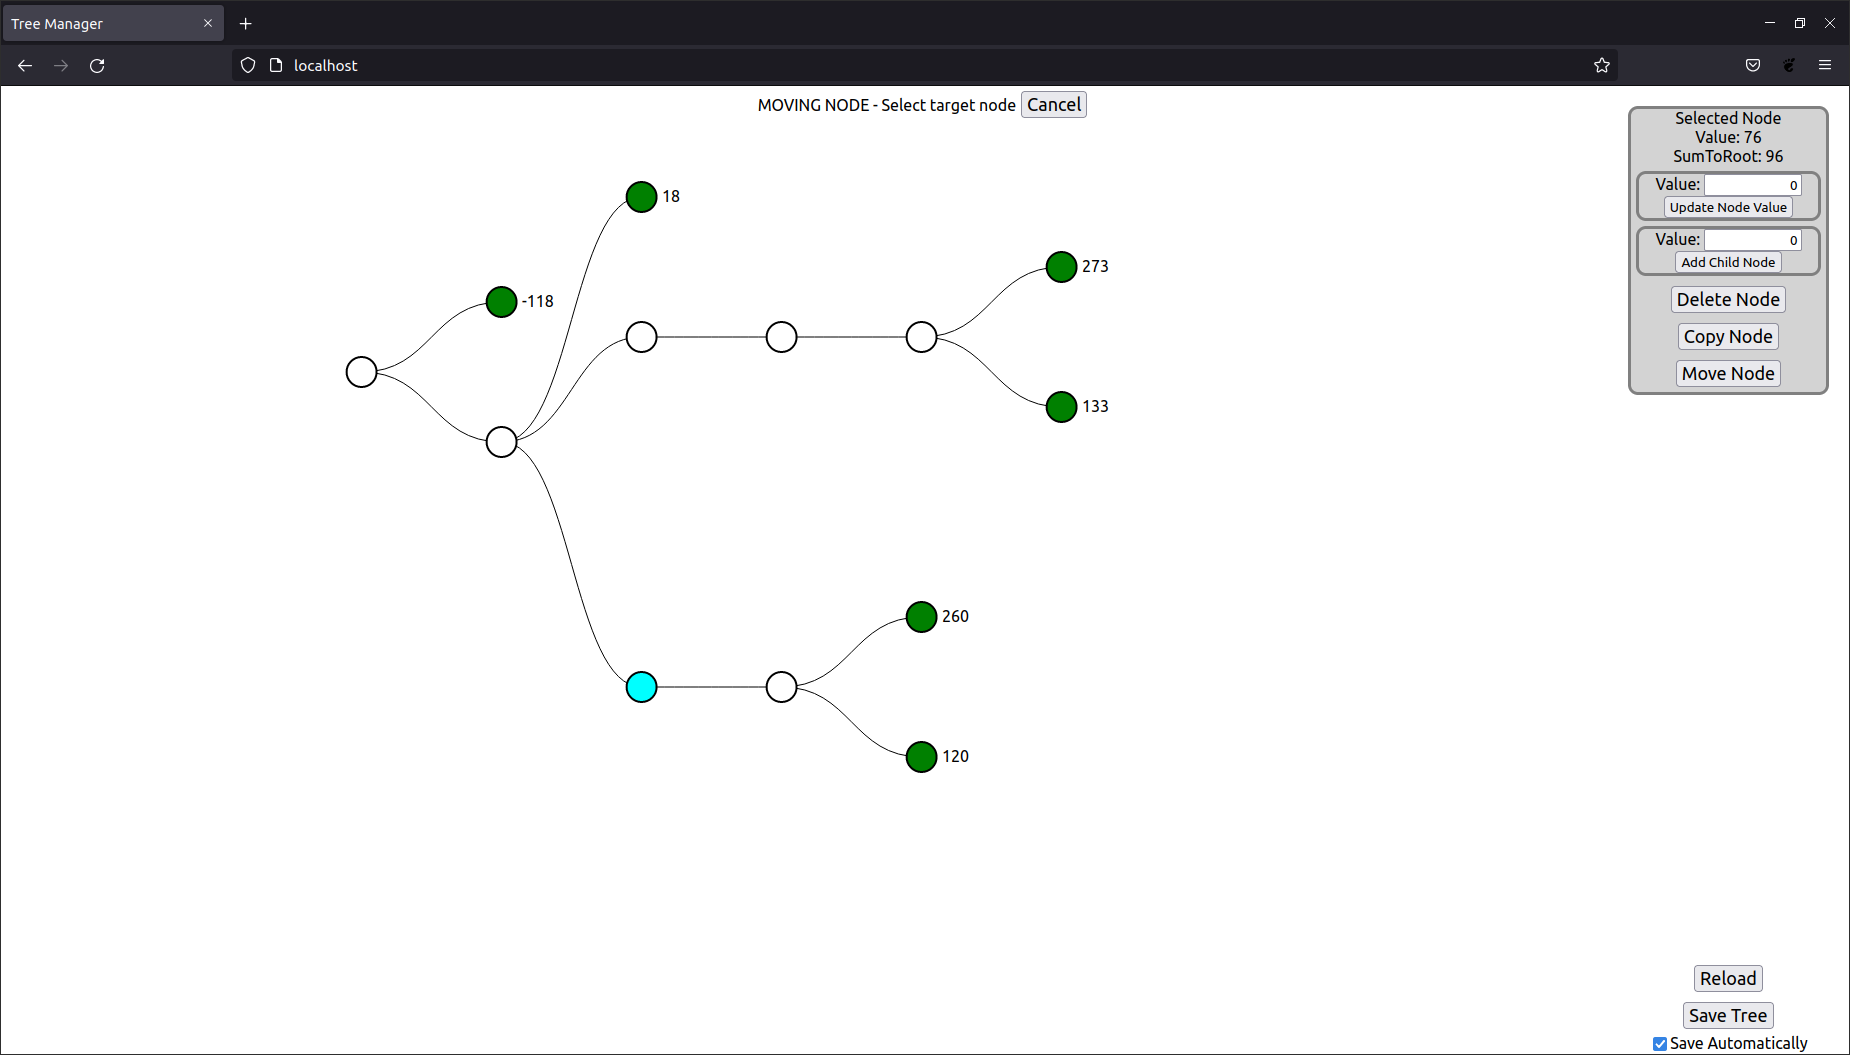 Tree Manager
localhost
MOVING NODE - Select target node Cancel
Selected Node
Value: 76
SumToRoot: 96
Value: 0
Update Node Value
Value: 0
Add Child Node
Delete Node
Copy Node
Move Node
18
273
-118
133
260
120
Reload
Save Tree
Save Automatically